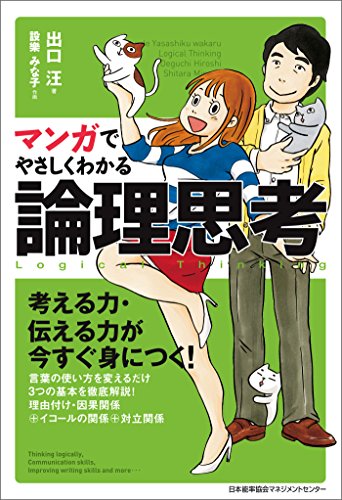 出口 汪 著
設樂 みな子 作画
Yasashiku wakaru
Logical Thinking
Deguchi Hiroshi
Shitara
マンガで
やさしくわかる
論理思考
Logical Thinking
考える力・
伝える力が
今すぐ身につく!
言葉の使い方を変えるだけ
3つの基本を徹底解説!
理由付け・因果関係
+イコールの関係+対立関係
Thinking logically,
Communication skills,
Improving writing skills and more…
日本能率協会マネジメントセンター